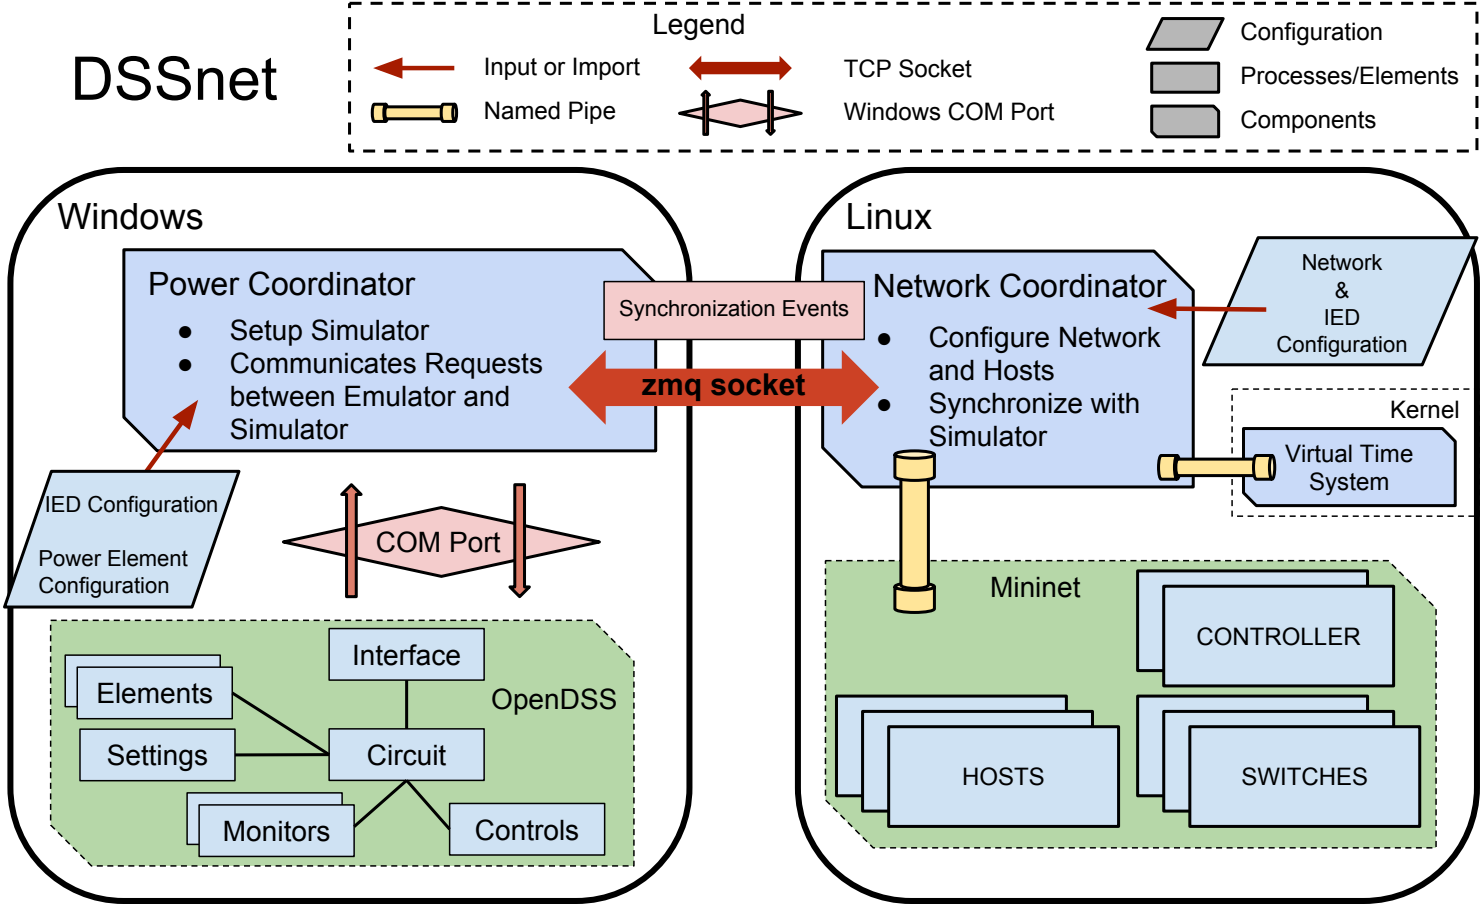 DSSnet
Legend
Input or Import
TCP Socket
Configuration
Named Pipe
Windows COM Port
Processes/Elements
Components
Windows
Power Coordinator
● Setup Simulator
● Communicates Requests
between Emulator and
Simulator
IED Configuration
Power Element
Configuration
COM Port
OpenDSS
Interface
Elements
Settings
Circuit
Monitors
Controls
Synchronization Events
zmq socket
Linux
Network Coordinator
● Configure Network
and Hosts
● Synchronize with
Simulator
Network
&
IED
Configuration
Kernel
Virtual Time
System
Mininet
CONTROLLER
HOSTS
SWITCHES